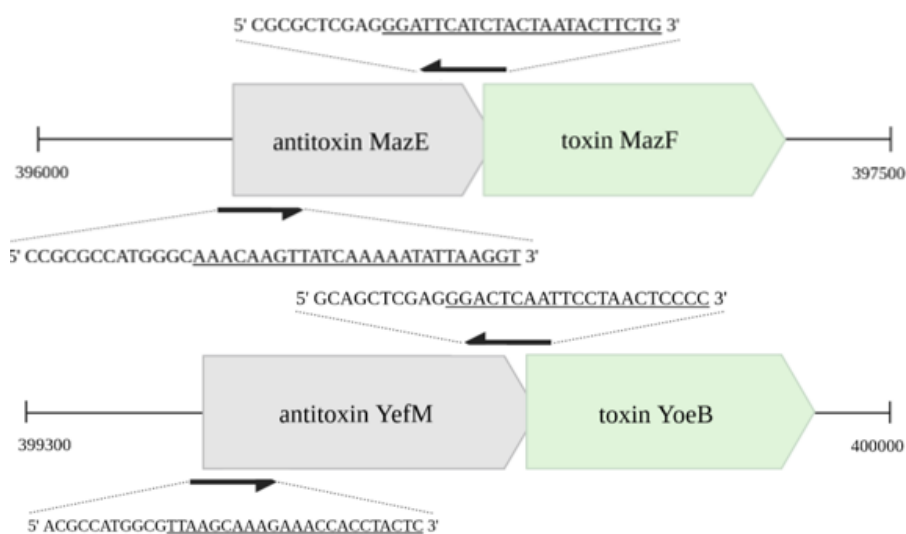 5' CGCGCTCGAGGGATTCATCTACTAATACTTCTG 3'
antitoxin MazE
toxin MazF
396000
397500
5' CCGCGCCATGGGCAAACAAGTTATCAAAAATATTAAGGT 3'
5' GCAGCTCGAGGGACTCAATTCCTAACTCCCC 3'
antitoxin YefM
toxin YoeB
399300
400000
5' ACGCCATGGCGTTAAGCAAAGAAACCACCTACTC 3'